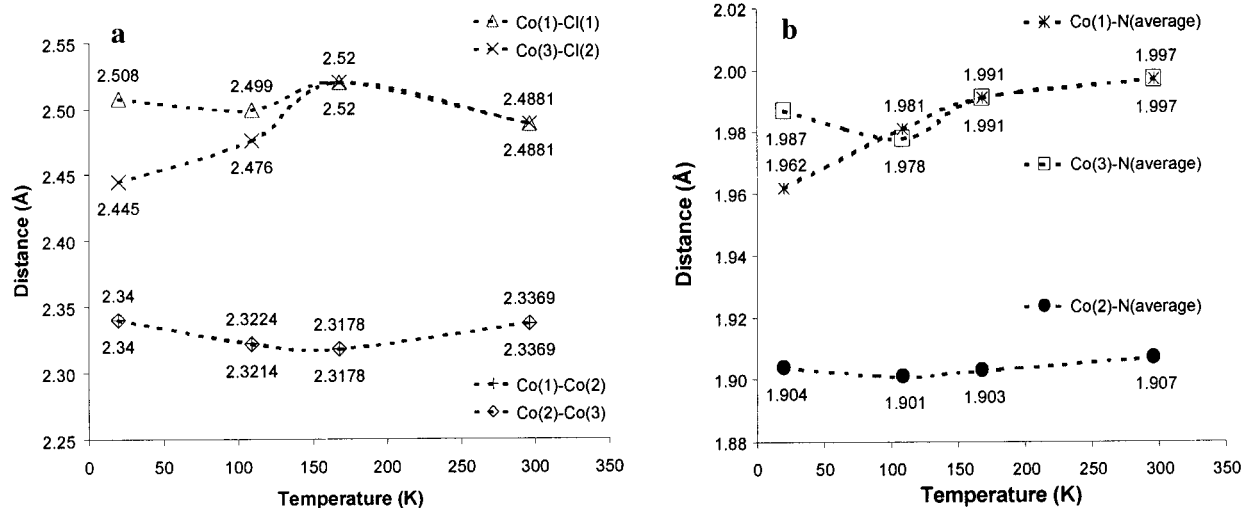 a
Co(1)-Cl(1)
Co(3)-Cl(2)
2.55
2.50
2.45
2.40
2.35
2.30
2.25
Distance (Å)
2.508
2.499
2.52
2.52
2.4881
2.4881
2.476
2.445
2.34
2.3224
2.3178
2.3369
2.34
2.3214
2.3178
2.3369
Co(1)-Co(2)
Co(2)-Co(3)
0 50 100 150 200 250 300 350
Temperature (K)
b
Co(1)-N(average)
2.02
2.00
1.98
1.96
1.94
1.92
1.90
1.88
Distance (Å)
1.997
1.991
1.981
1.997
1.991
1.987
1.978
1.962
Co(3)-N(average)
Co(2)-N(average)
1.904
1.901
1.903
1.907
0 50 100 150 200 250 300 350
Temperature (K)